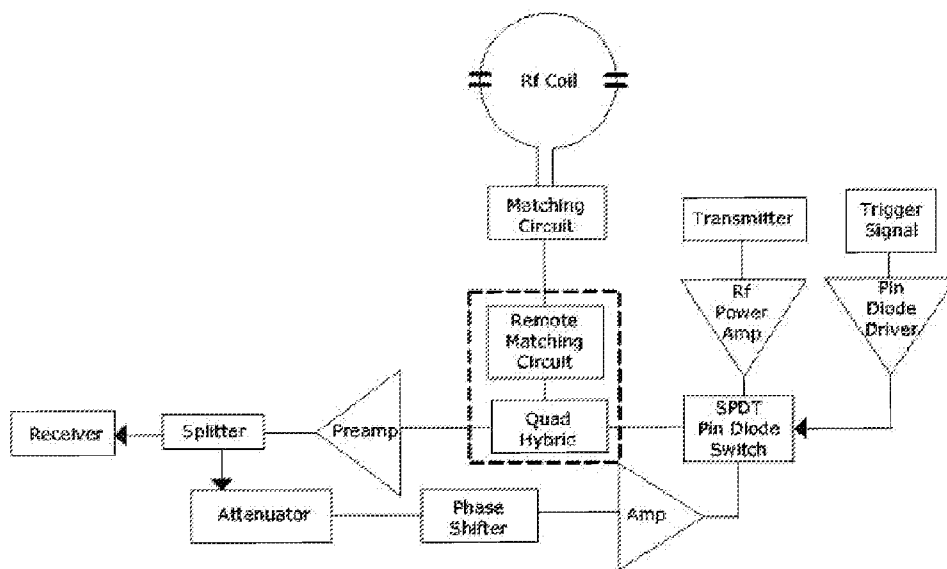 Rf Coil
Matching
Circuit
Transmitter
Trigger
Signal
Rf
Power
Amp
Pin
Diode
Driver
Remote
Matching
Circuit
Receiver
Splitter
Preamp
Quad
Hybrid
SPDT
Pin Diode
Switch
Attenuator
Phase
Shifter
Amp